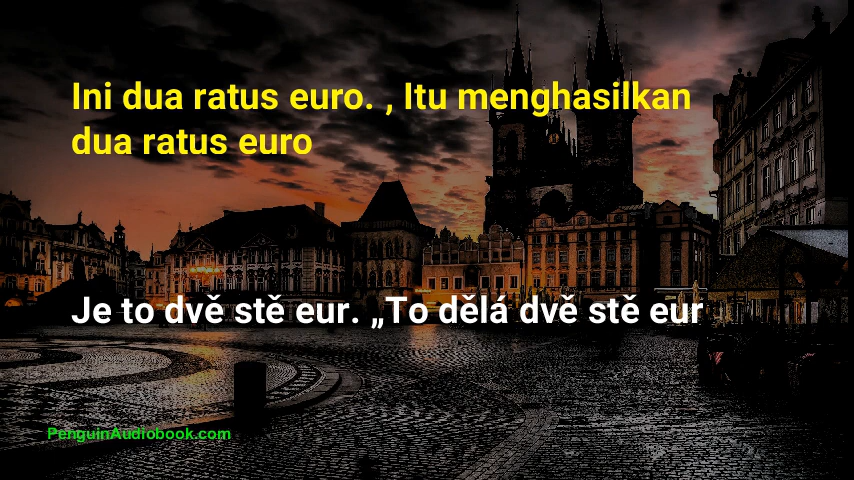 Ini dua ratus euro. , Itu menghasilkan
dua ratus euro
Je to dvě stě eur. „To dělá dvě stě eur
PenguinAudiobook.com